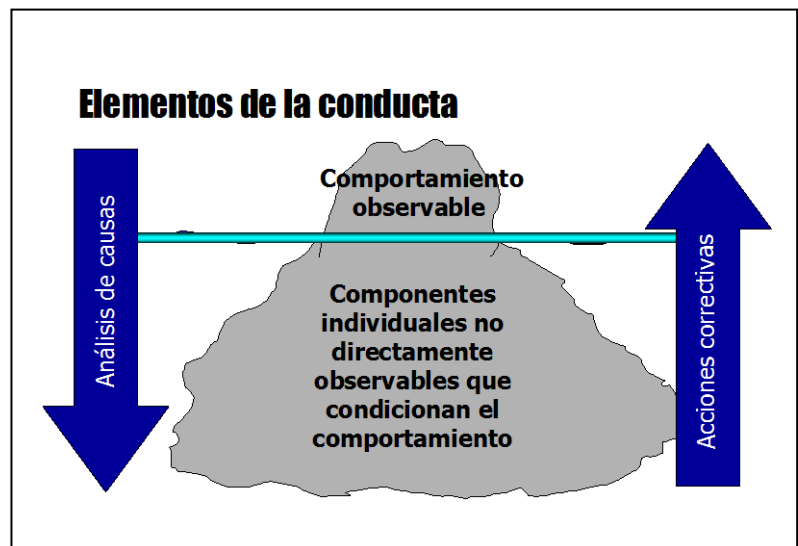 Elementos de la conducta
Comportamiento
observable
Análisis de causas
Componentes
individuales no
directamente
observables que
condicionan el
comportamiento
Acciones correctivas